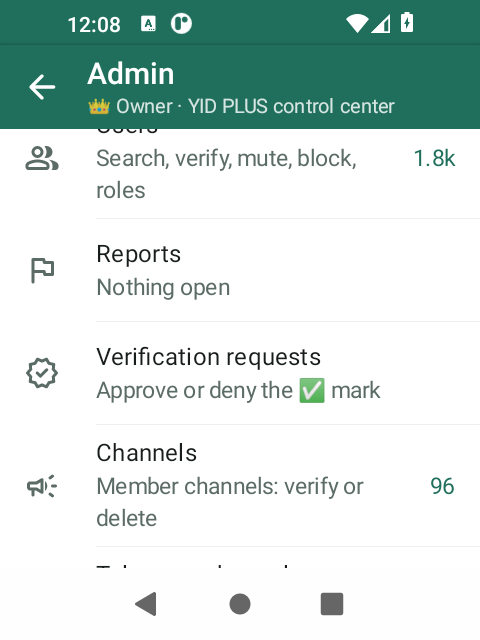 12:08
Admin
👑 Owner · YID PLUS control center
Users
Search, verify, mute, block,
roles
1.8k
Reports
Nothing open
Verification requests
Approve or deny the ✅ mark
Channels
Member channels: verify or
delete
96